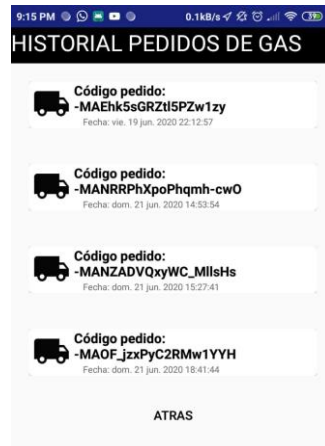 9:15 PM 0.1kB/s
HISTORIAL PEDIDOS DE GAS
Código pedido:
-MAEhk5sGRZtl5PZw1zy
Fecha: vie. 19 jun. 2020 22:12:57
Código pedido:
-MANRRPhXpoPhqmh-cwO
Fecha: dom. 21 jun. 2020 14:53:54
Código pedido:
-MANZADVQxyWC_MllsHs
Fecha: dom. 21 jun. 2020 15:27:41
Código pedido:
-MAOF_jzxPyC2RMw1YYH
Fecha: dom. 21 jun. 2020 18:41:44
ATRAS